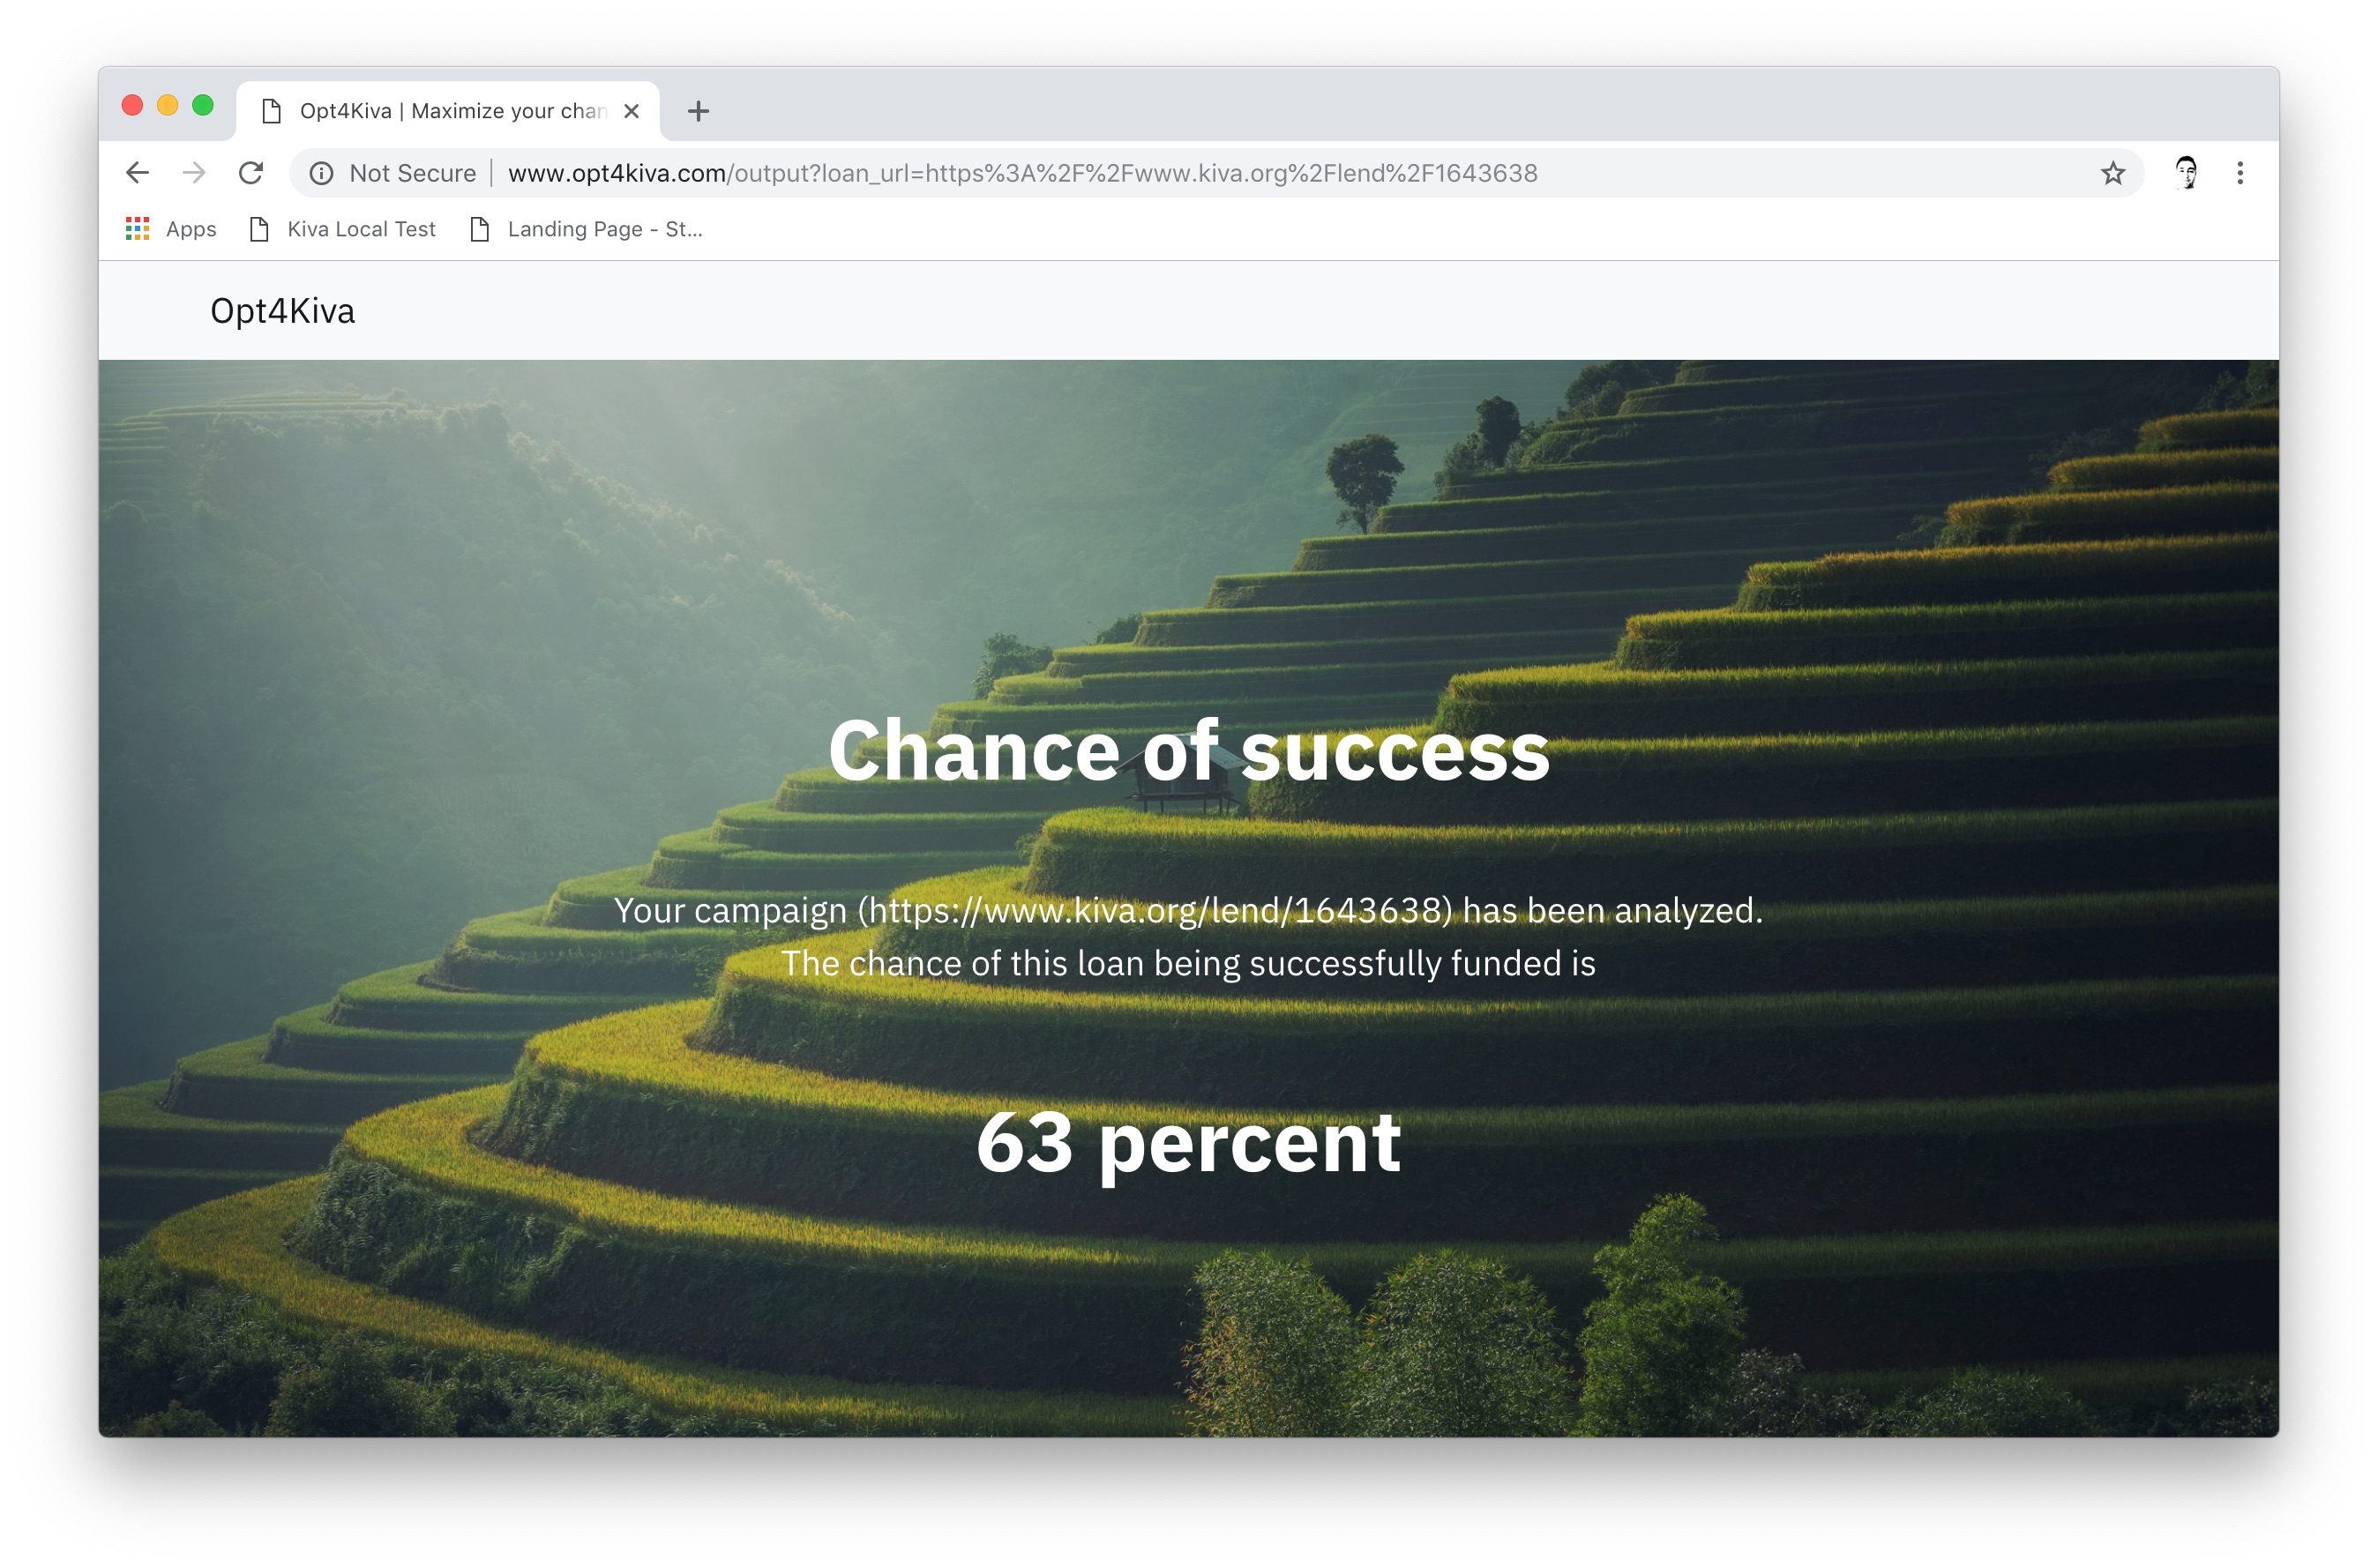 Opt4Kiva | Maximize your chan
Not Secure | www.opt4kiva.com/output?loan_url=https%3A%2F%2Fwww.kiva.org%2Flend%2F1643638
Apps Kiva Local Test Landing Page - St...
Opt4Kiva
Chance of success
Your campaign (https://www.kiva.org/lend/1643638) has been analyzed.
The chance of this loan being successfully funded is
63 percent